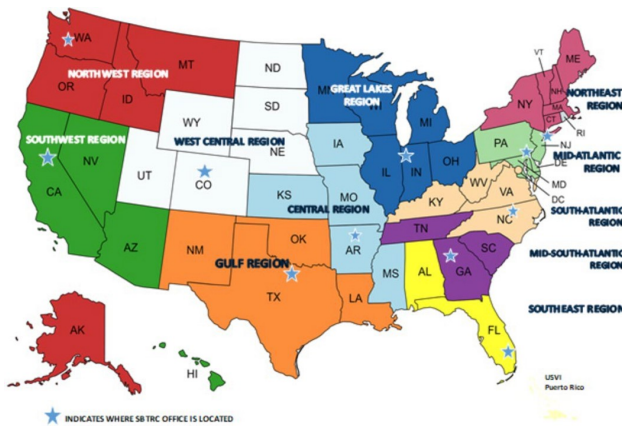 WA
MT
ND
OR
ID
NORTHWEST REGION
MN
WI
MI
GREAT LAKES
REGION
VT
ME
NH
NY
MA
CT
RI
NORTHEAST
REGION
SD
WY
WEST CENTRAL REGION
NE
IA
PA
NJ
MID-ATLANTIC
REGION
DE
MD
DC
SOUTHWEST REGION
NV
CA
UT
CO
KS
MO
CENTRAL REGION
IL
IN
OH
WV
VA
KY
NC
SOUTH-ATLANTIC
REGION
AZ
NM
OK
GULF REGION
TX
AR
LA
MS
TN
SC
GA
AL
MID-SOUTH-ATLANTIC
REGION
SOUTHEAST REGION
FL
AK
HI
USVI
Puerto Rico
INDICATES WHERE SBTRC OFFICE IS LOCATED